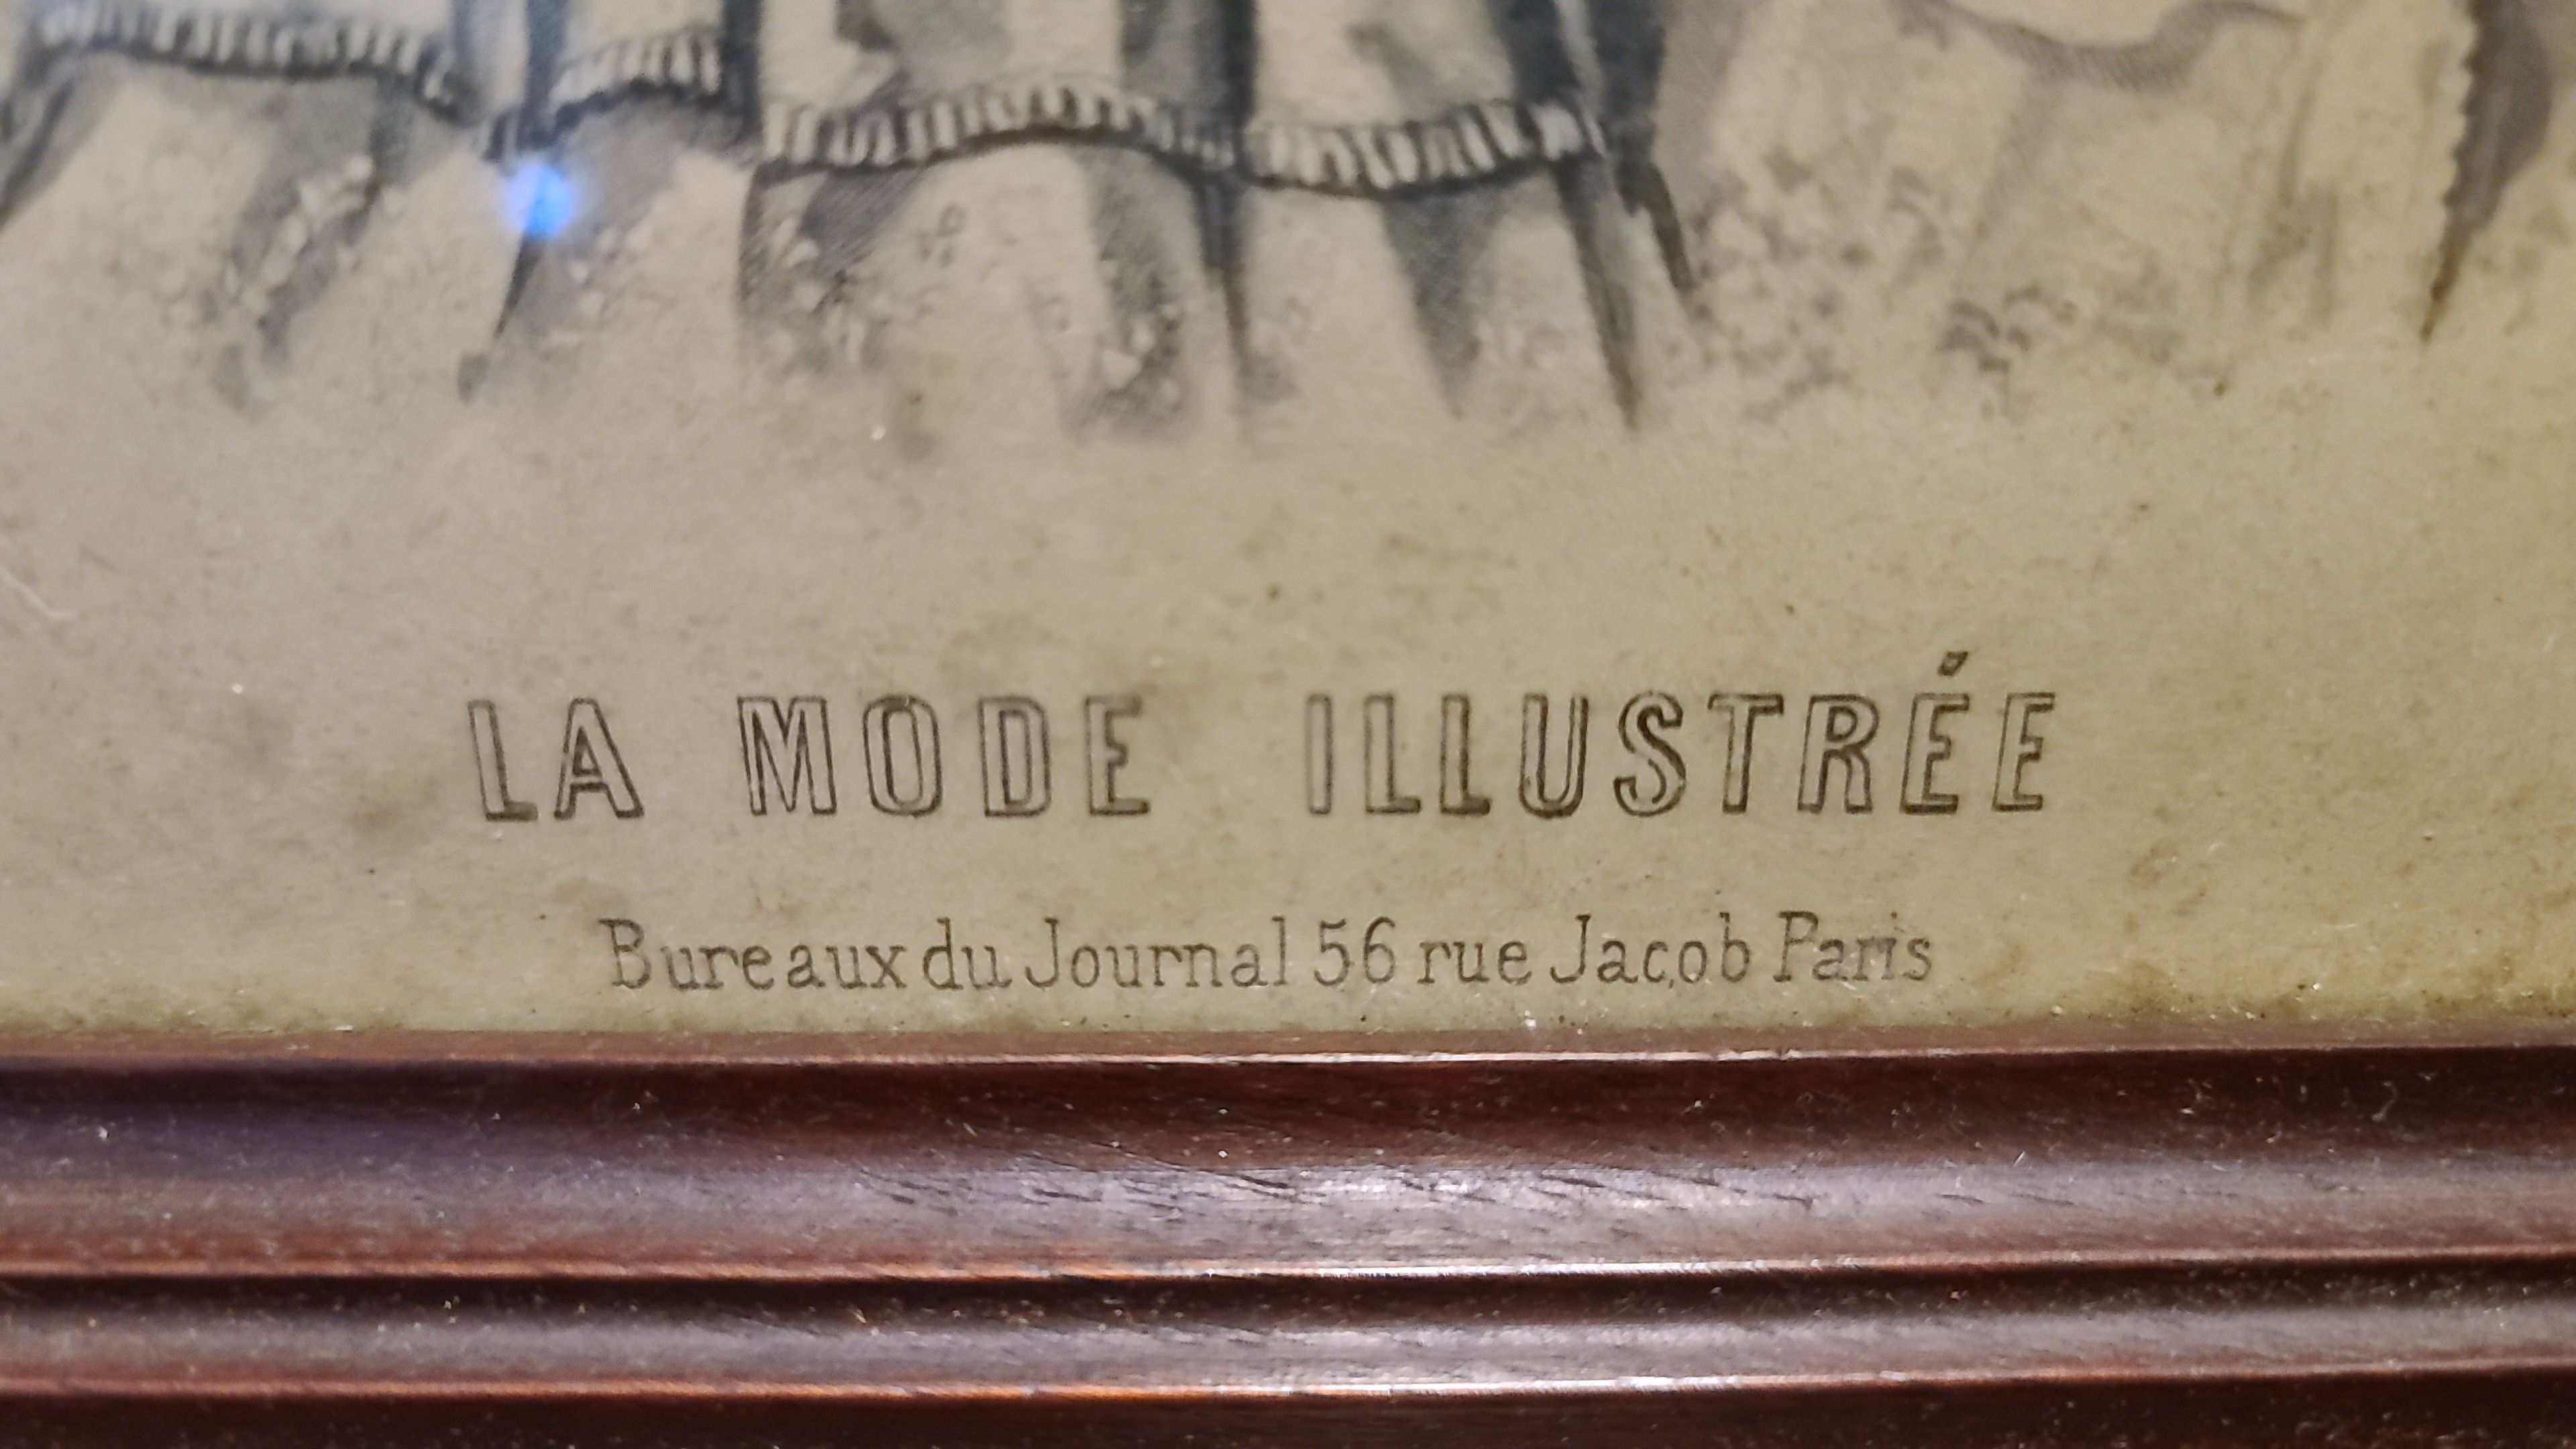 LA MODE ILLUSTRÉE
Bureaux du Journal 56 rue Jacob Paris